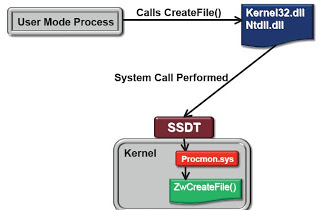 User Mode Process
Calls CreateFile()
Kernel32.dll
Ntdll.dll
System Call Performed
SSDT
Kernel
Procmon.sys
ZwCreateFile()